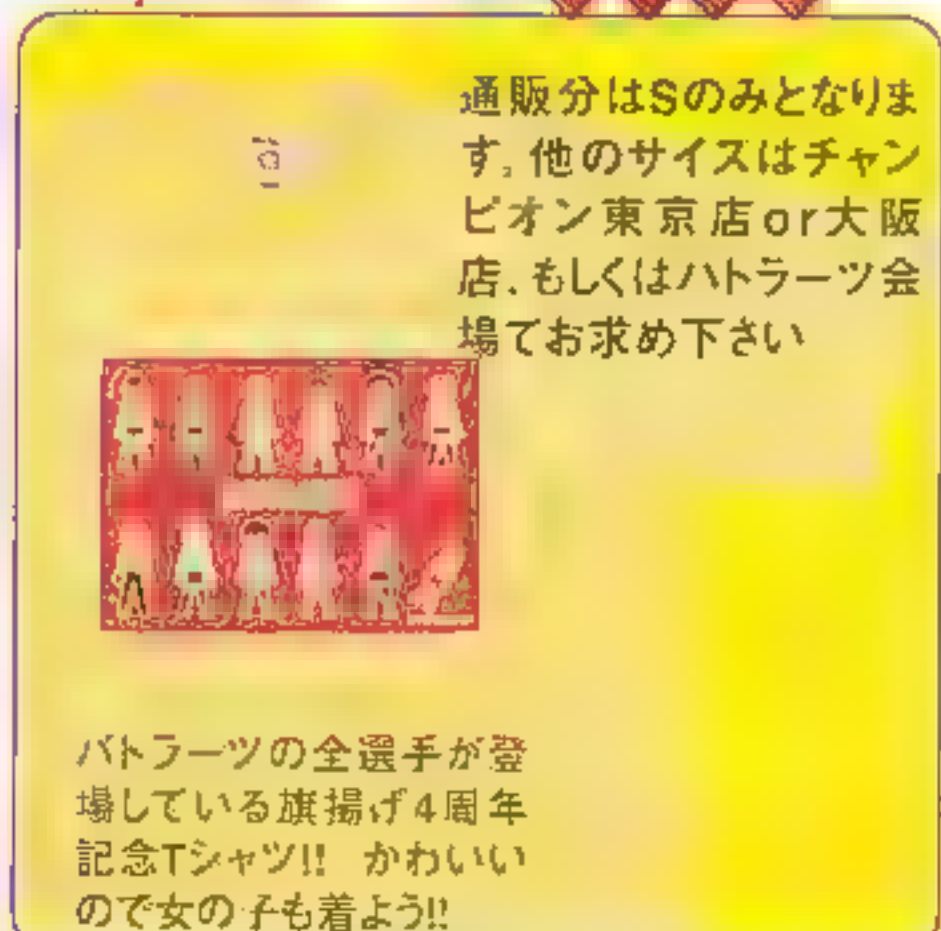 通販分はSのみとなりま
す。他のサイズはチャン
ピオン東京店or大阪
店、もしくはハトラーツ会
場てお求め下さい
バトラーツの全選手が登
場している旗揚げ4周年
記念Tシャツ!! かわいい
ので女の子も着よう!!